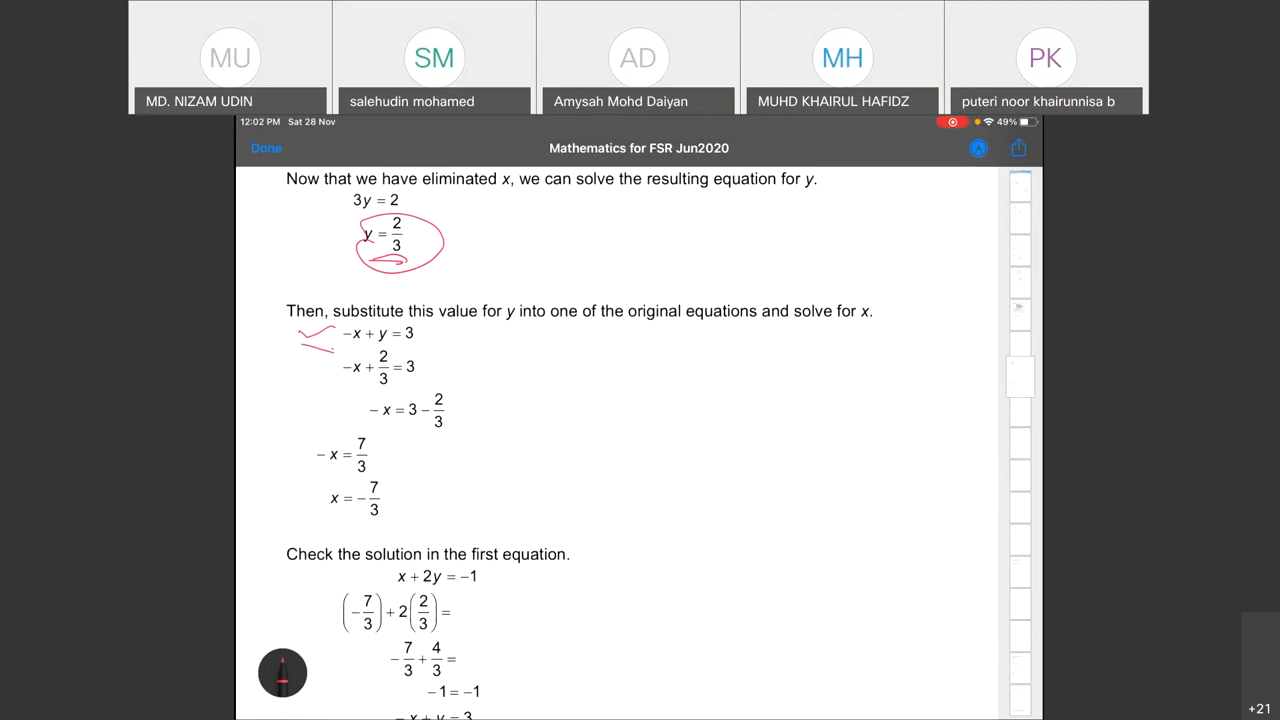 MU
SM
AD
MH
PK
MD. NIZAM UDIN
salehudin mohamed
Amysah Mohd Daiyan
MUHD KHAIRUL HAFIDZ
puteri noor khairunnisa b
12:02 PM Sat 28 Nov
49%
Done
Mathematics for FSR Jun2020
Now that we have eliminated x, we can solve the resulting equation for y.
3y = 2
y = 2/3
Then, substitute this value for y into one of the original equations and solve for x.
−x + y = 3
−x + 2/3 = 3
−x = 3 − 2/3
−x = 7/3
x = −7/3
Check the solution in the first equation.
x + 2y = −1
(−7/3) + 2(2/3) =
−7/3 + 4/3 =
−1 = −1
−x + y = 3
+21